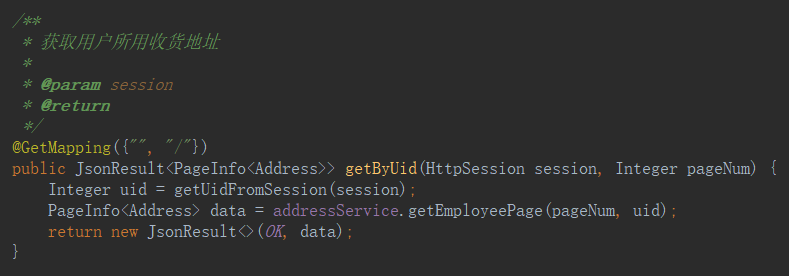 /**
 * 获取用户所用收货地址
 *
 * @param session
 * @return
 */
@GetMapping({"", "/"})
public JsonResult<PageInfo<Address>> getByUid(HttpSession session, Integer pageNum) {
    Integer uid = getUidFromSession(session);
    PageInfo<Address> data = addressService.getEmployeePage(pageNum, uid);
    return new JsonResult<>(OK, data);
}